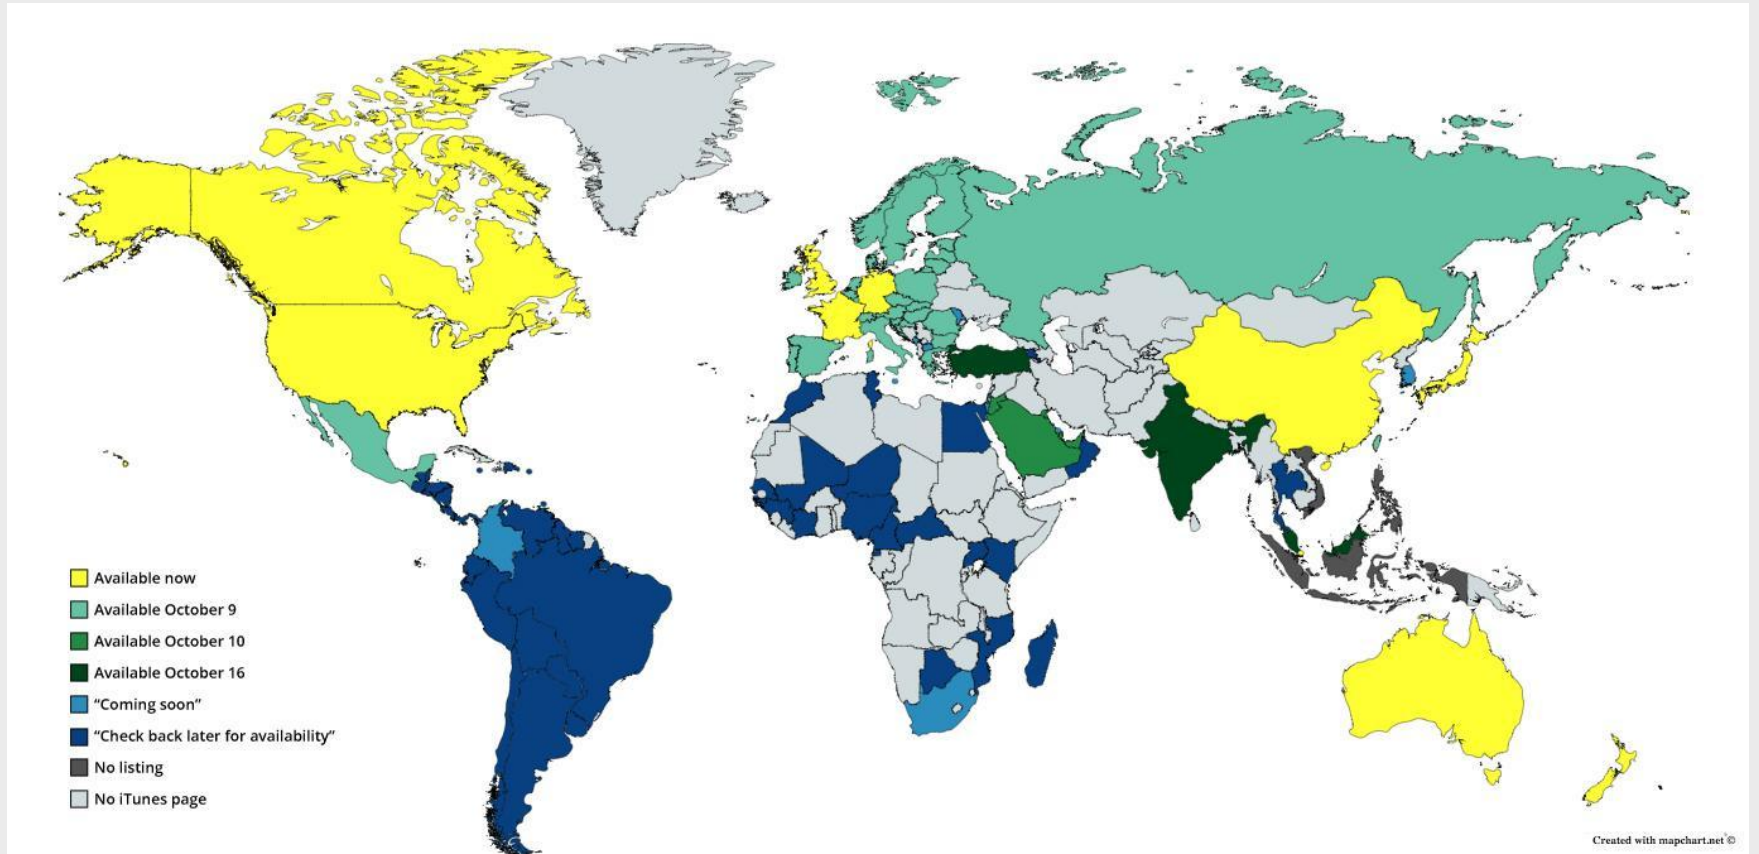 Available now
Available October 9
Available October 10
Available October 16
“Coming soon”
“Check back later for availability”
No listing
No iTunes page
Created with mapchart.net ©